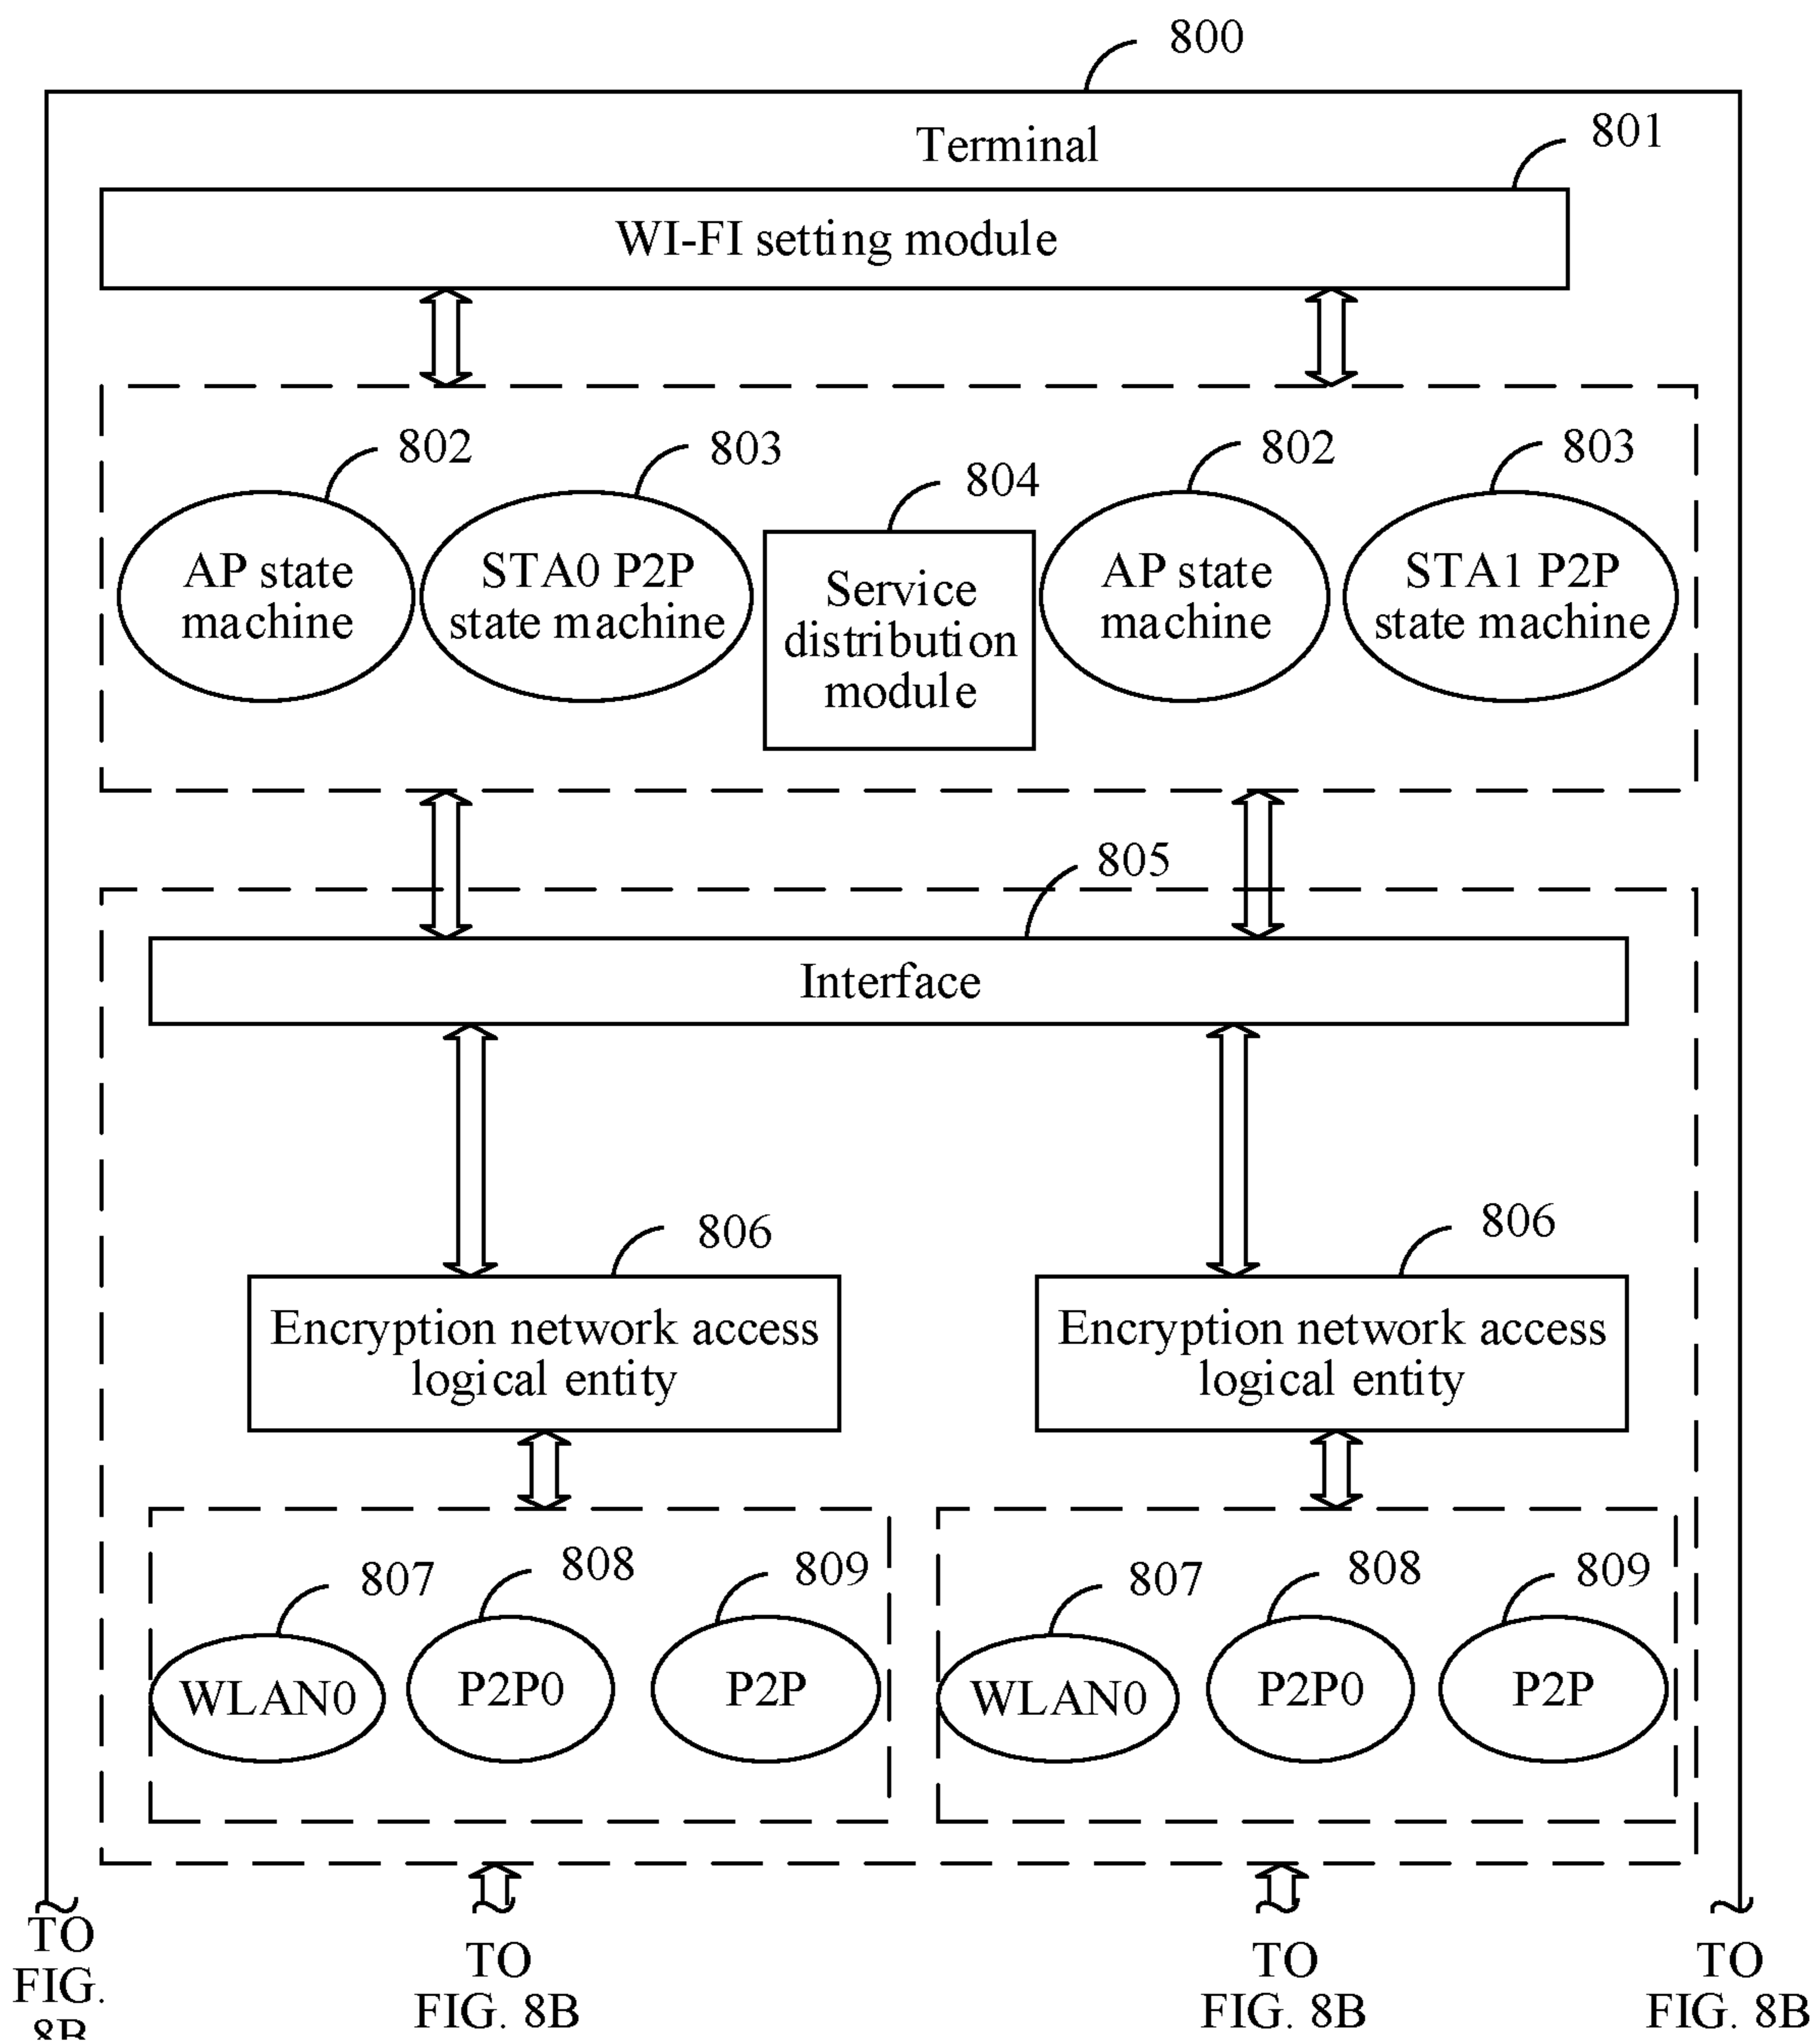 800
Terminal
801
WI-FI setting module
802
803
804
802
803
AP state
machine
STA0 P2P
state machine
Service
distribution
module
AP state
machine
STA1 P2P
state machine
805
Interface
806
806
Encryption network access
logical entity
Encryption network access
logical entity
807
808
809
807
808
809
WLAN0
P2P0
P2P
WLAN0
P2P0
P2P
TO
FIG.
8B
TO
FIG. 8B
TO
FIG. 8B
TO
FIG. 8B